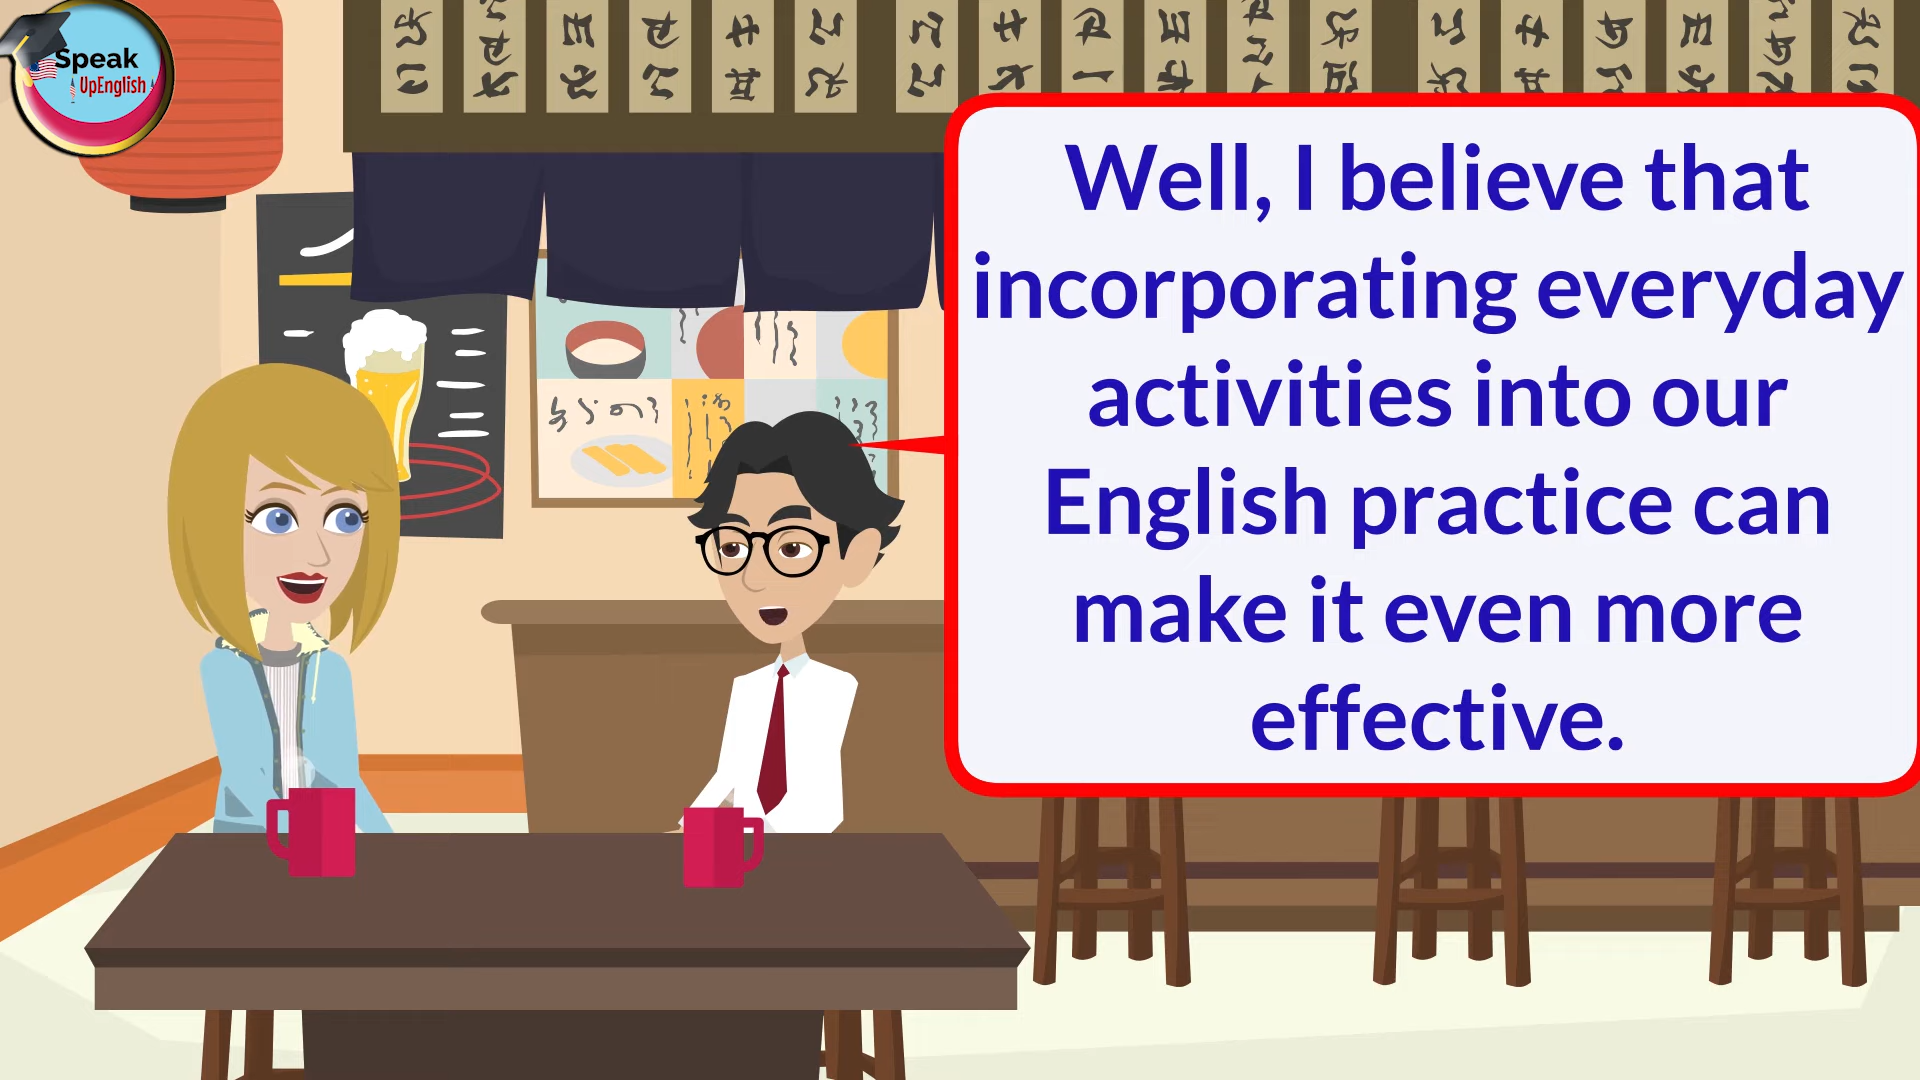 Speak
UpEnglish
Well, I believe that
incorporating everyday
activities into our
English practice can
make it even more
effective.